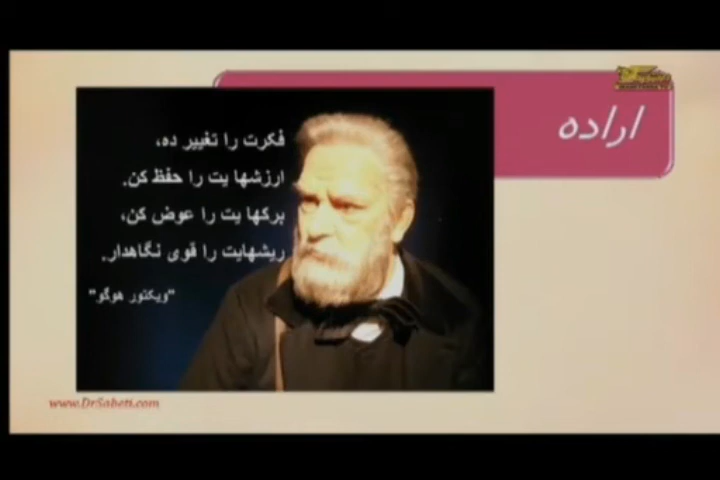 اراده
فکرت را تغییر ده،
ارزشها یت را حفظ کن.
برگها یت را عوض کن،
ریشهایت را قوی نگاهدار.
"ویکتور هوگو"
www.DrSabeti.com